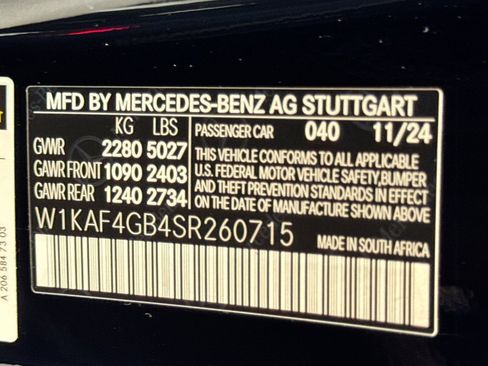 MFD BY MERCEDES-BENZ AG STUTTGART
KG LBS
GVWR 2280 5027
GAWR FRONT 1090 2403
GAWR REAR 1240 2734
PASSENGER CAR 040 11/24
THIS VEHICLE CONFORMS TO ALL APPLICABLE
U.S. FEDERAL MOTOR VEHICLE SAFETY, BUMPER
AND THEFT PREVENTION STANDARDS IN EFFECT
ON THE DATE OF MANUFACTURE SHOWN ABOVE
W1KAF4GB4SR260715
MADE IN SOUTH AFRICA
A 206 584 73 03